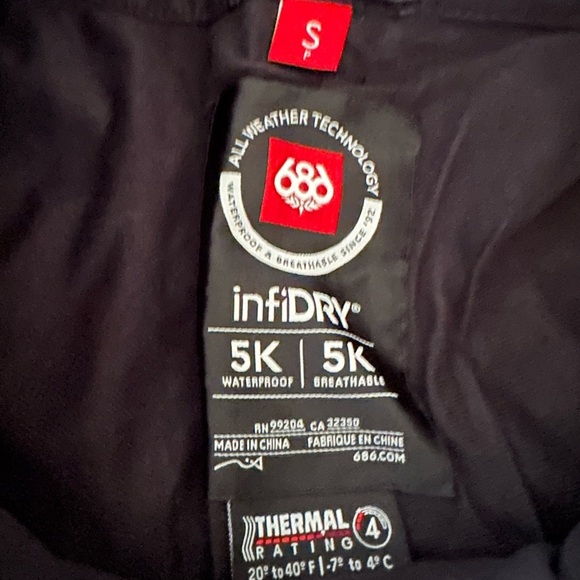 S
P
ALL WEATHER TECHNOLOGY
686
WATERPROOF & BREATHABLE SINCE '92
infiDRY®
5K | 5K
WATERPROOF BREATHABLE
RN 99204 CA 32350
MADE IN CHINA FABRIQUE EN CHINE
686.COM
THERMAL
RATING 4
20° to 40° F | -7° to 4° C